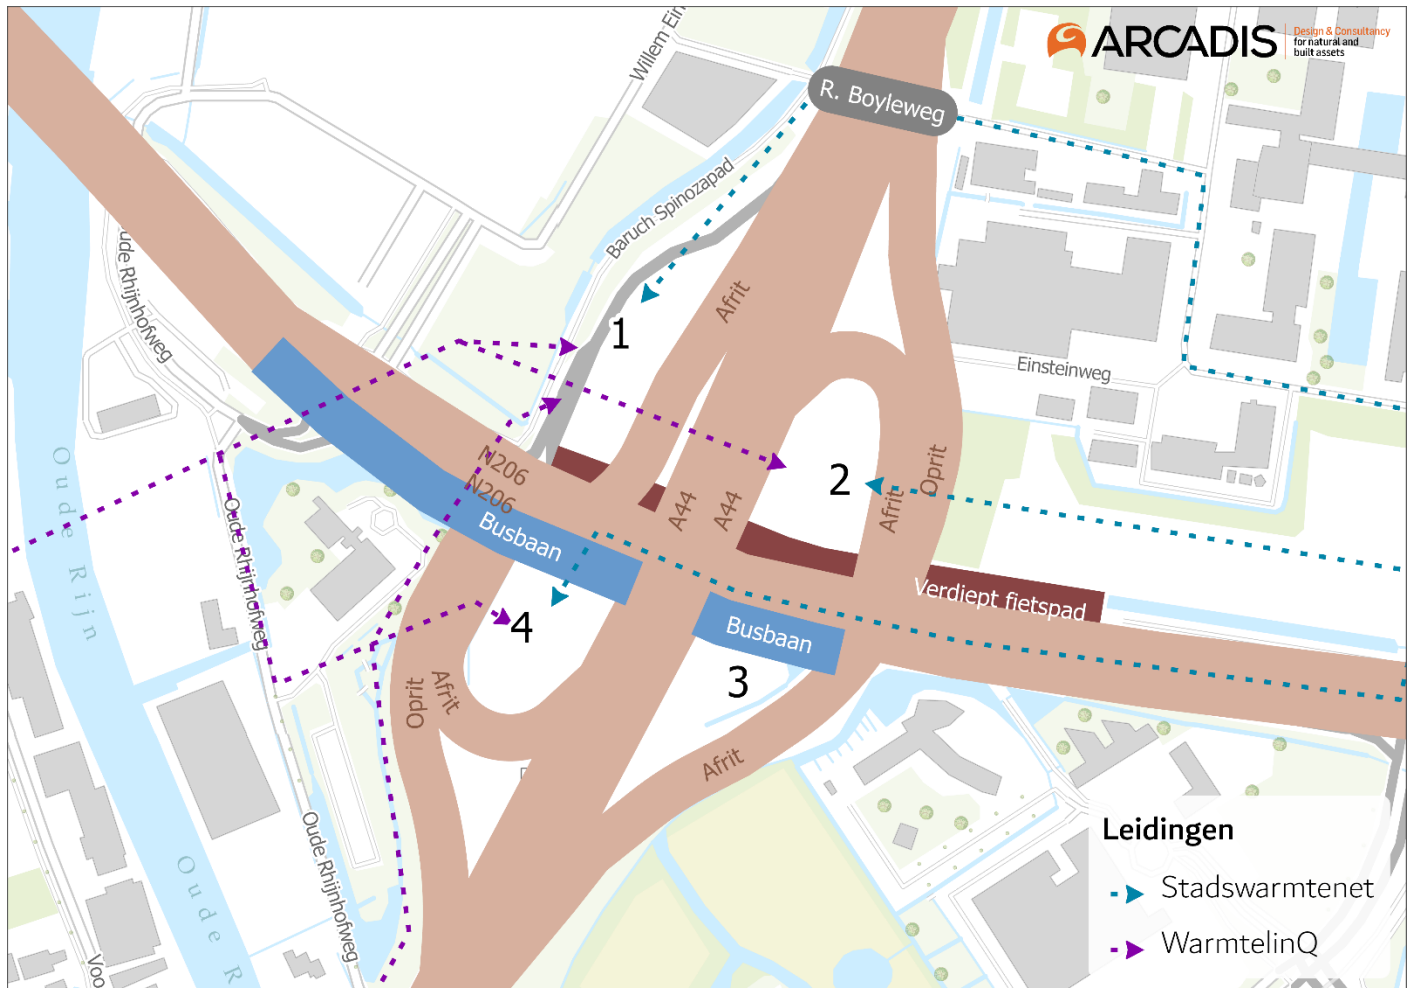 ARCADIS
Design & Consultancy
for natural and
built assets
Willem Ein
R. Boyleweg
Baruch Spinozapad
Oude Rhijnhofweg
Afrit
1
Einsteinweg
N206
N206
A44
A44
2
Afrit
Oprit
Oude Rijn
Oude Rhijnhofweg
Busbaan
Verdiept fietspad
Busbaan
4
3
Oprit
Afrit
Afrit
Oude Rhijnhofweg
Oude R
Voo
Leidingen
Stadswarmtenet
WarmtelinQ